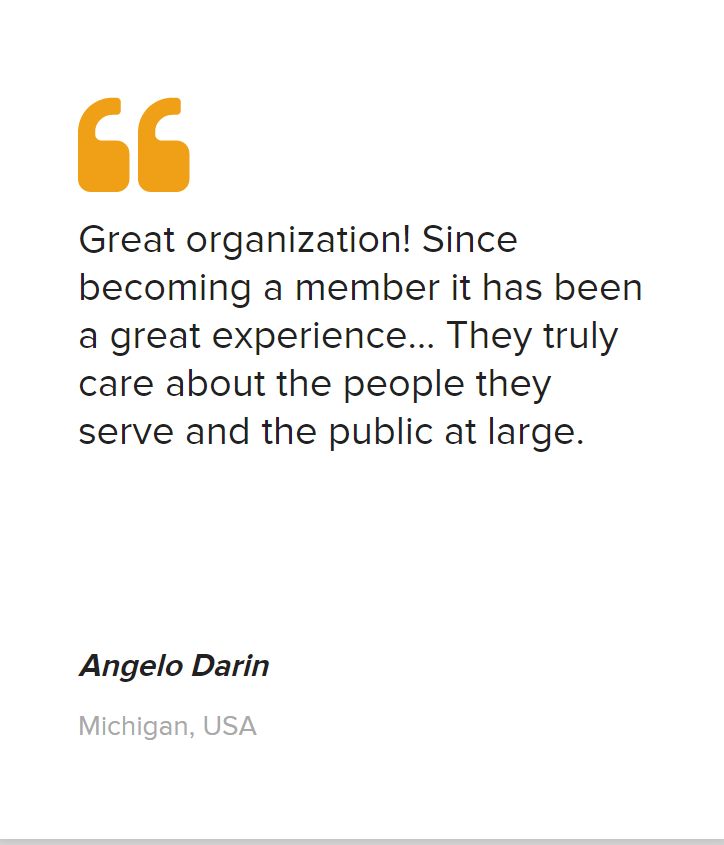 Great organization! Since
becoming a member it has been
a great experience... They truly
care about the people they
serve and the public at large.
Angelo Darin
Michigan, USA